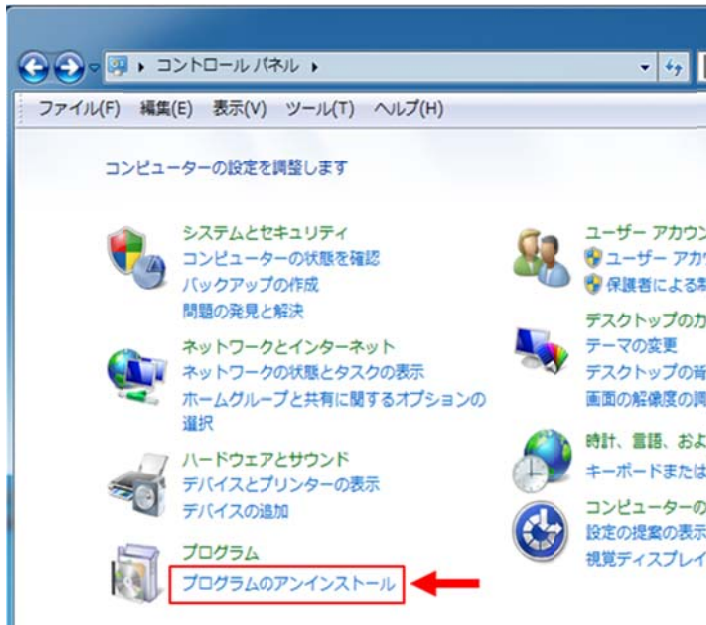 コントロール パネル
ファイル(F) 編集(E) 表示(V) ツール(T) ヘルプ(H)
コンピューターの設定を調整します
システムとセキュリティ
コンピューターの状態を確認
バックアップの作成
問題の発見と解決
ネットワークとインターネット
ネットワークの状態とタスクの表示
ホームグループと共有に関するオプションの
選択
ハードウェアとサウンド
デバイスとプリンターの表示
デバイスの追加
プログラム
プログラムのアンインストール
ユーザー アカウン
ユーザー アカ
保護者による
デスクトップのカ
テーマの変更
デスクトップの
画面の解像度の
時計、言語、およ
キーボードまたは
コンピューターの
設定の提案の表示
視覚ディスプレイ